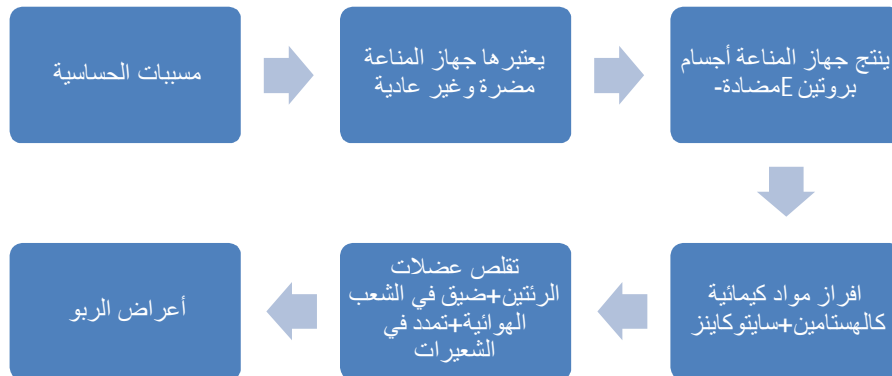 مسببات الحساسية
يعتبرها جهاز المناعة
مضرة وغير عادية
ينتج جهاز المناعة أجسام
بروتين Eمضادة-
افراز مواد كيمائية
كالهستامين+سايتوكاينز
تقلص عضلات
الرئتين+ضيق في الشعب
الهوائية+تمدد في
الشعيرات
أعراض الربو